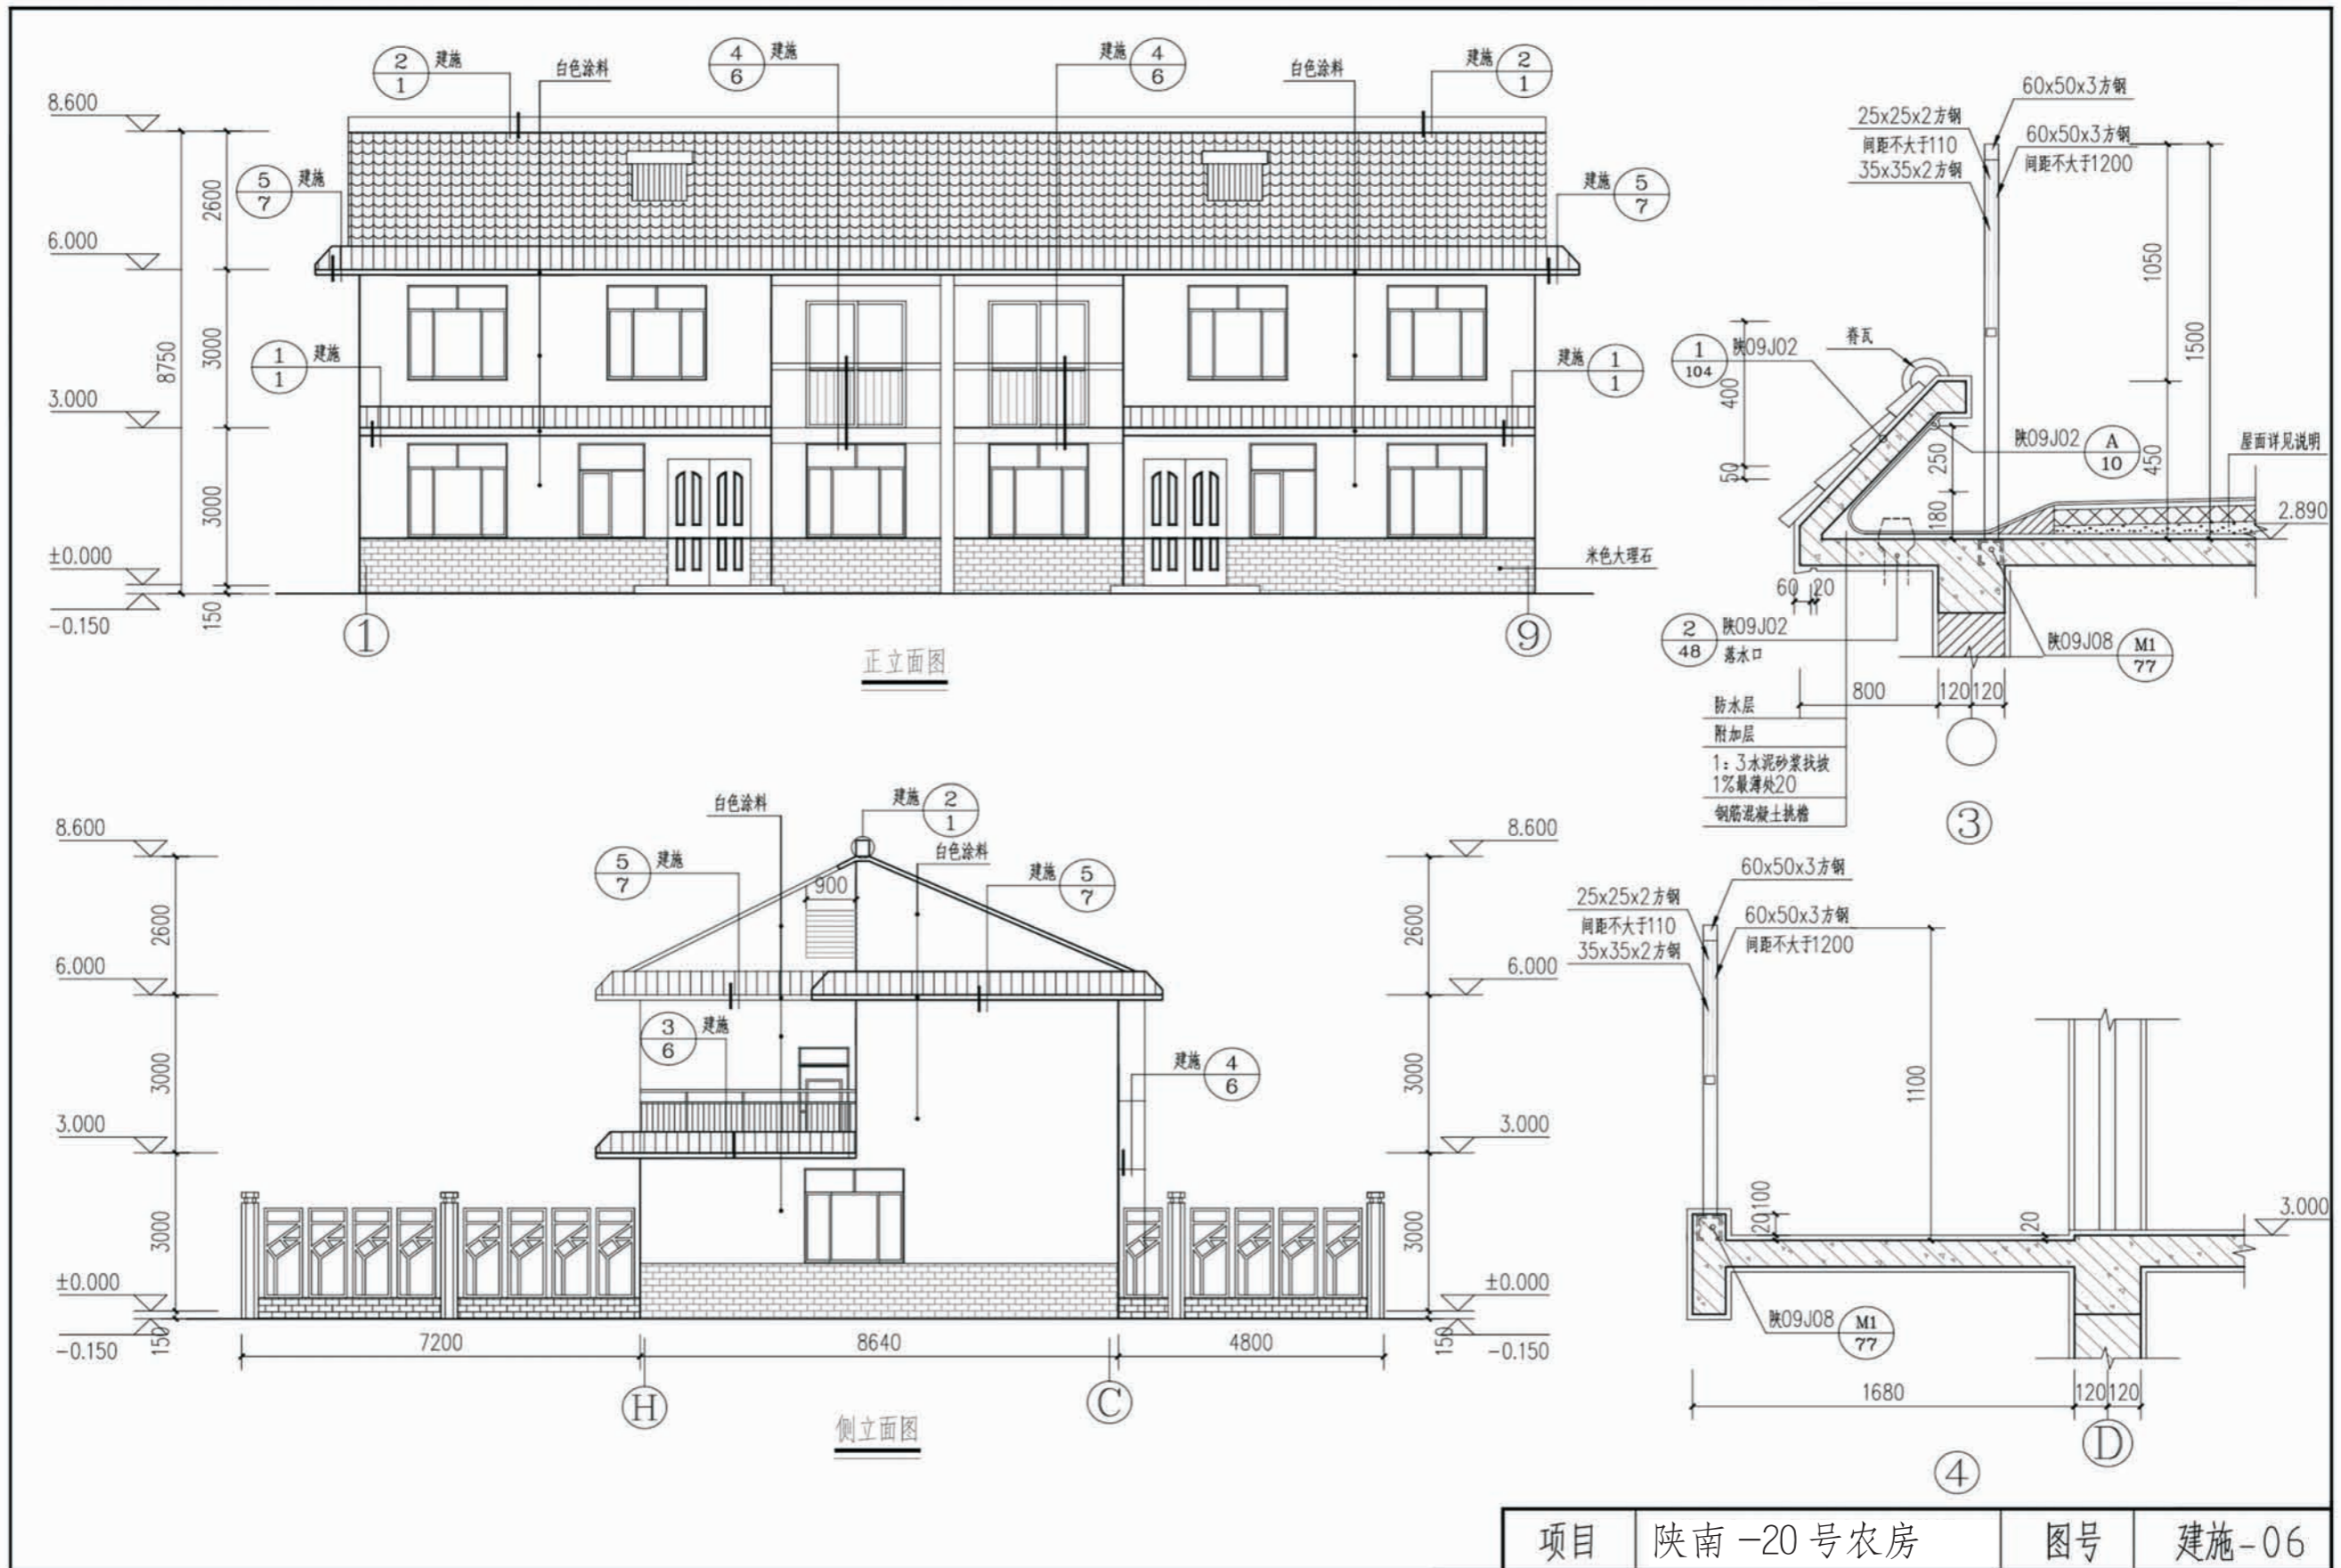 2
1
建施
白色涂料
4
6
建施
建施
4
6
白色涂料
建施
2
1
8.600
5
7
建施
建施
5
7
2600
6.000
8750
3000
1
1
建施
建施
1
1
3.000
3000
±0.000
米色大理石
-0.150
150
1
9
正立面图
60x50x3方钢
25x25x2方钢
间距不大于110
35x35x2方钢
60x50x3方钢
间距不大于1200
1050
1500
1
104
陕09J02
脊瓦
400
50
陕09J02
A
10
250
450
180
屋面详见说明
2.890
60
20
2
48
陕09J02
落水口
陕09J08
M1
77
800
120
120
防水层
附加层
1：3水泥砂浆找坡
1%最薄处20
钢筋混凝土挑檐
3
白色涂料
建施
2
1
8.600
5
7
建施
900
白色涂料
建施
5
7
8.600
2600
2600
6.000
6.000
3
6
建施
建施
4
6
3000
3000
3.000
3.000
3000
3000
±0.000
±0.000
-0.150
150
150
-0.150
7200
8640
4800
H
C
侧立面图
60x50x3方钢
25x25x2方钢
间距不大于110
35x35x2方钢
60x50x3方钢
间距不大于1200
1100
100
20
20
3.000
陕09J08
M1
77
1680
120
120
D
4
项目
陕南-20号农房
图号
建施-06